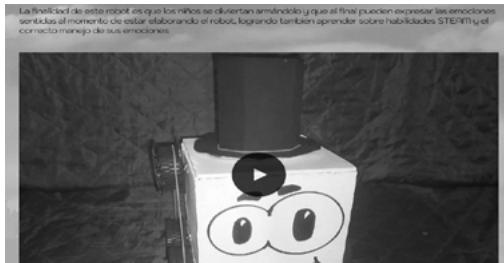 La finalidad de este robot es que los niños se diviertan armándolo y que al final puedan expresar las emociones
sentidas al momento de estar elaborando el robot, logrando tambien aprender sobre habilidades STEAM y el
correcto manejo de sus emociones